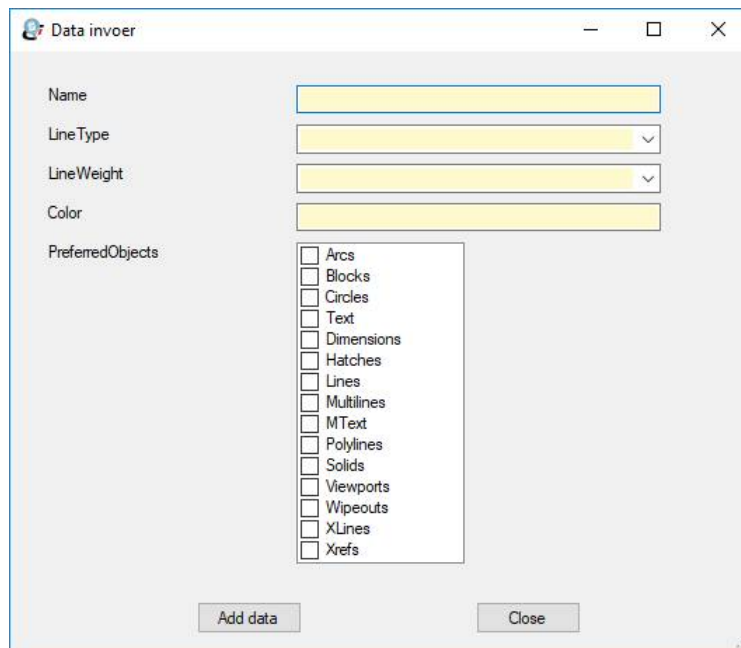 Data invoer
Name
LineType
LineWeight
Color
PreferredObjects
Arcs
Blocks
Circles
Text
Dimensions
Hatches
Lines
Multilines
MText
Polylines
Solids
Viewports
Wipeouts
XLines
Xrefs
Add data
Close